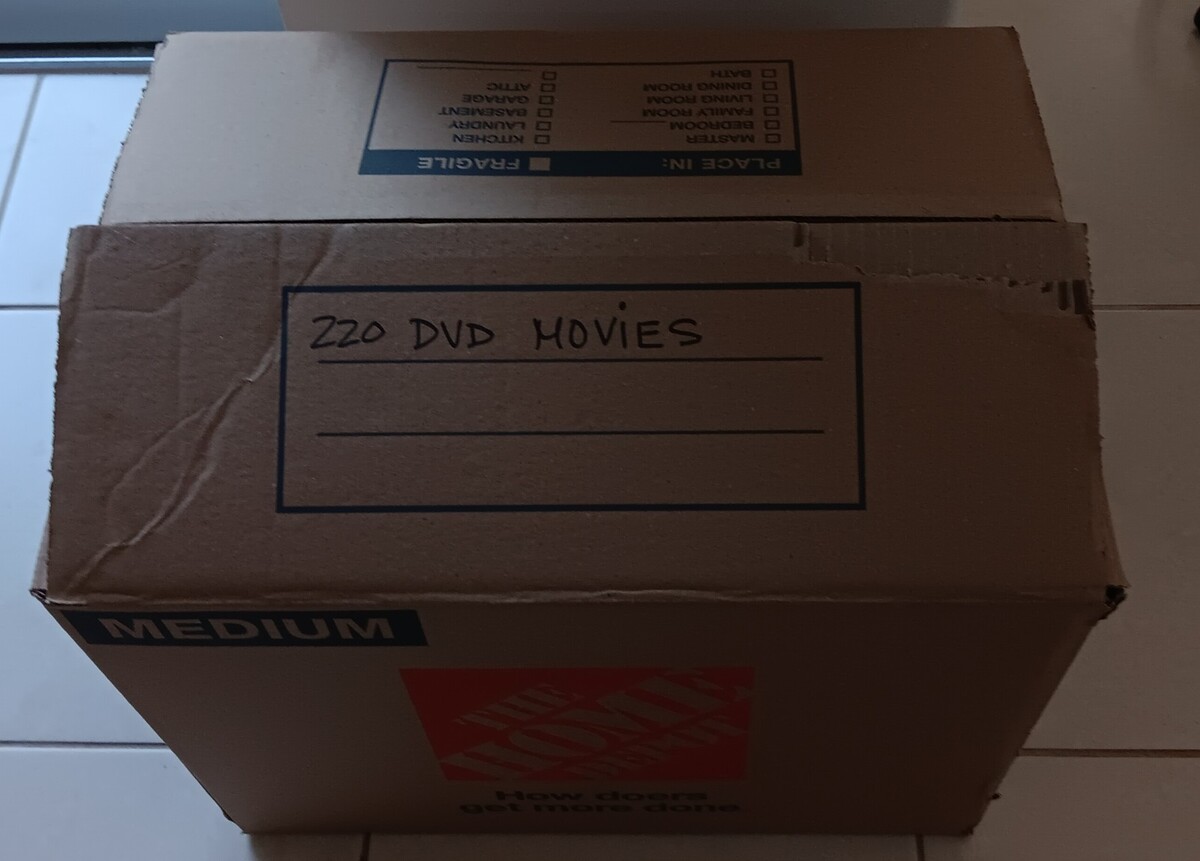 PLACE IN: FRAGILE
MASTER
BEDROOM
FAMILY ROOM
LIVING ROOM
DINING ROOM
BATH
KITCHEN
LAUNDRY
BASEMENT
GARAGE
ATTIC
220 DVD MOViES
MEDIUM
THE
HOME
DEPOT
How doers
get more done